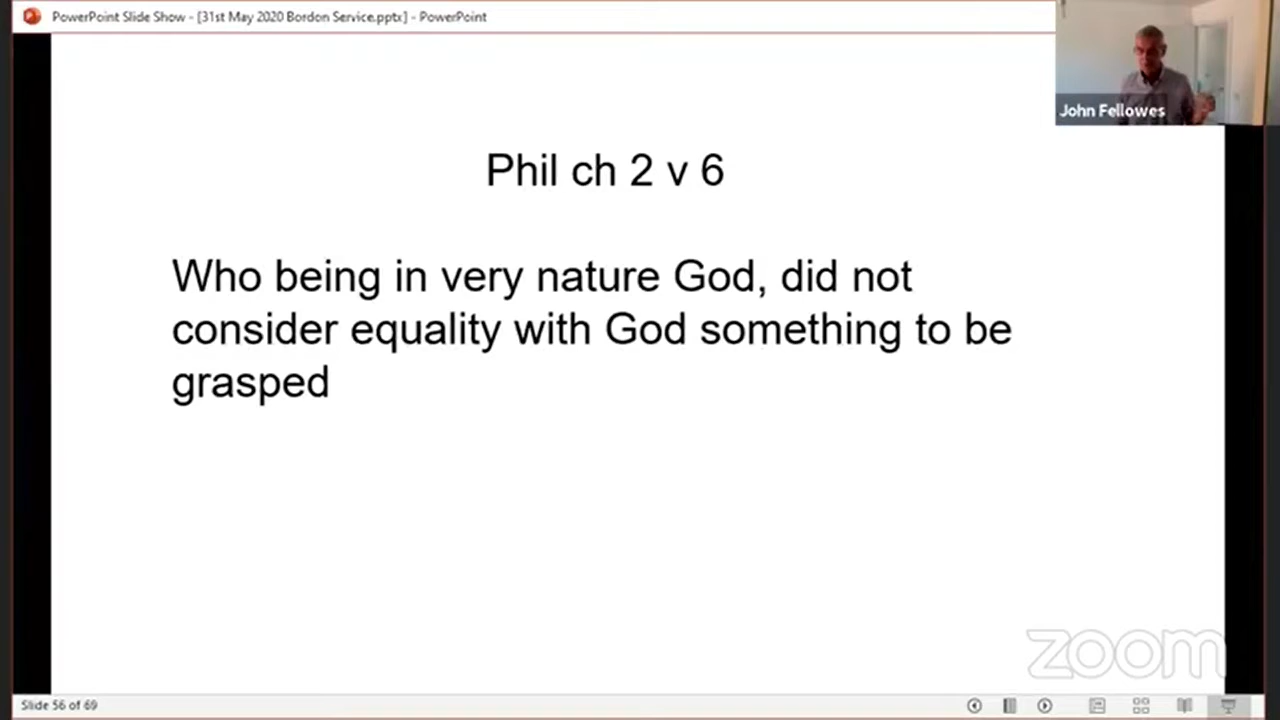 PowerPoint Slide Show - [31st May 2020 Bordon Service.pptx] - PowerPoint
John Fellowes
Phil ch 2 v 6
Who being in very nature God, did not
consider equality with God something to be
grasped
zoom
Slide 56 of 69